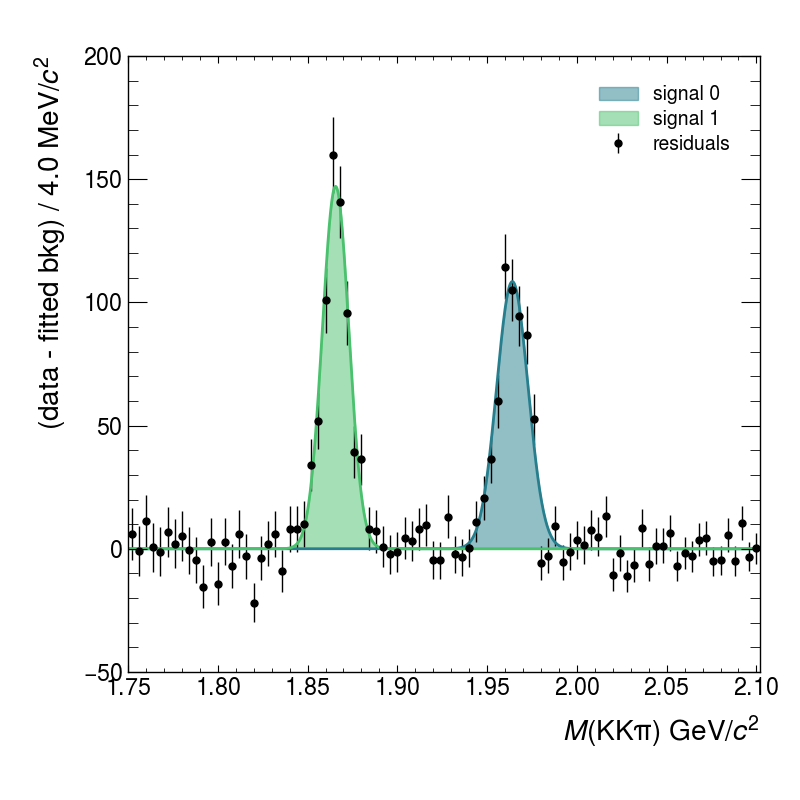 (data - fitted bkg) / 4.0 MeV/c²
200
150
100
50
0
−50
signal 0
signal 1
residuals
1.75 1.80 1.85 1.90 1.95 2.00 2.05 2.10
M(KKπ) GeV/c²